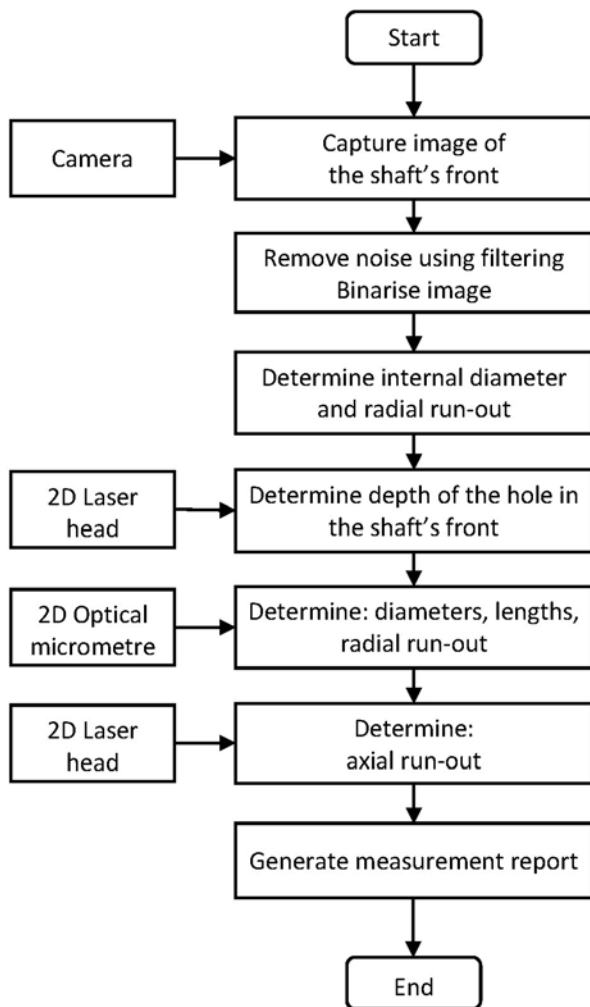 Start
Camera
Capture image of
the shaft's front
Remove noise using filtering
Binarise image
Determine internal diameter
and radial run-out
2D Laser
head
Determine depth of the hole in
the shaft's front
2D Optical
micrometre
Determine: diameters, lengths,
radial run-out
2D Laser
head
Determine:
axial run-out
Generate measurement report
End